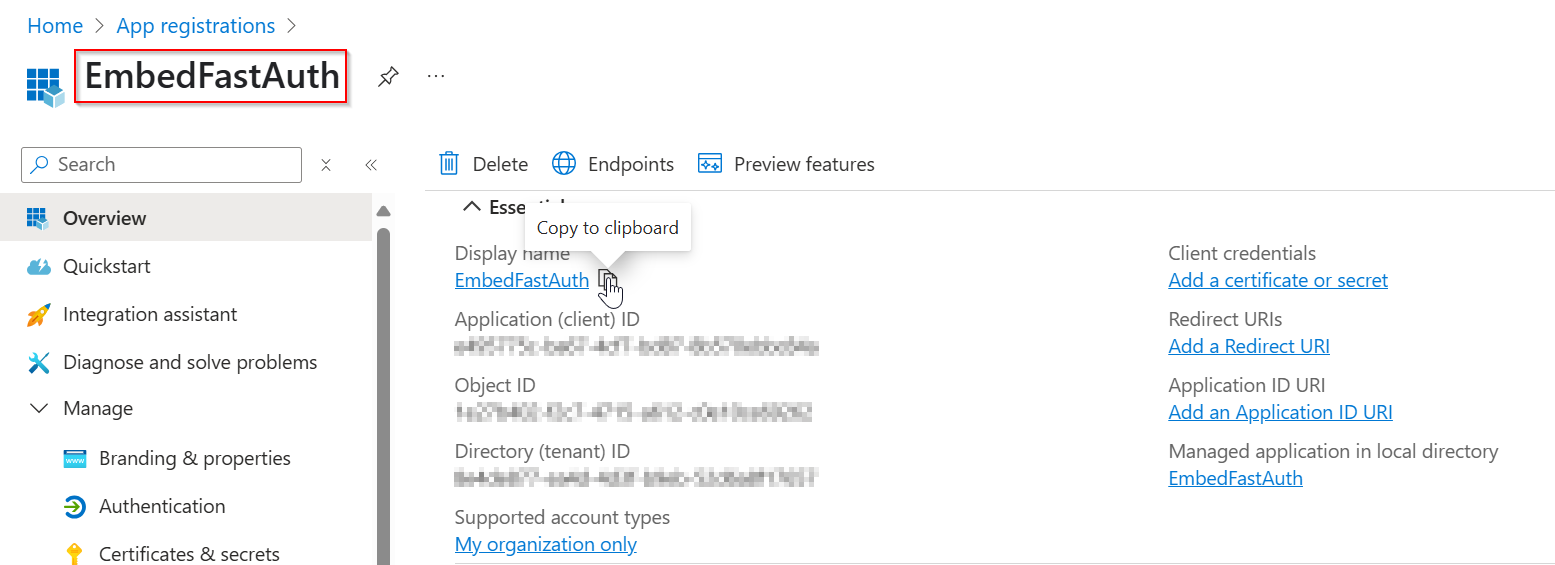 Home > App registrations >
EmbedFastAuth
...
Search
Delete Endpoints Preview features
Overview
Quickstart
Integration assistant
Diagnose and solve problems
Manage
Branding & properties
www
Authentication
Certificates & secrets
Copy to clipboard
Display name
EmbedFastAuth
Application (client) ID
Object ID
Directory (tenant) ID
Supported account types
My organization only
Client credentials
Add a certificate or secret
Redirect URIs
Add a Redirect URI
Application ID URI
Add an Application ID URI
Managed application in local directory
EmbedFastAuth